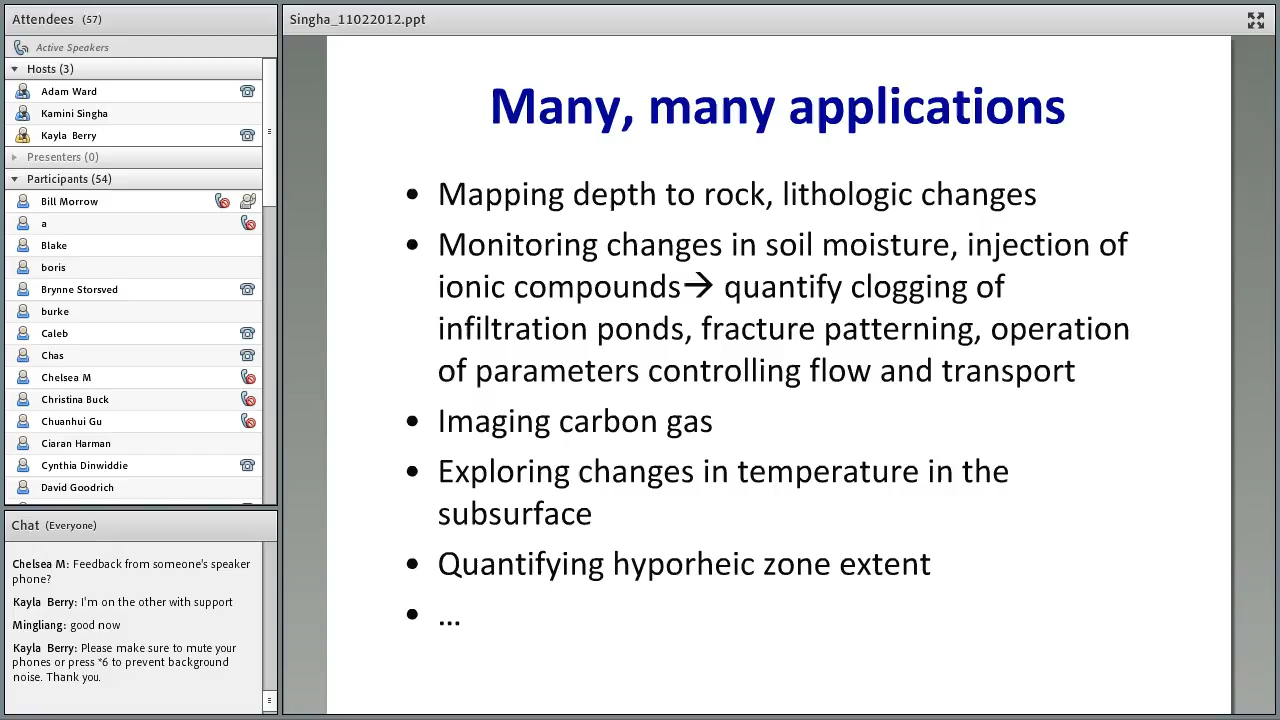 Attendees (57)
Active Speakers
Hosts (3)
Adam Ward
Kamini Singha
Kayla Berry
Presenters (0)
Participants (54)
Bill Morrow
a
Blake
boris
Brynne Storsved
burke
Caleb
Chas
Chelsea M
Christina Buck
Chuanhui Gu
Ciaran Harman
Cynthia Dinwiddie
David Goodrich
Chat (Everyone)
Chelsea M: Feedback from someone's speaker
phone?
Kayla Berry: I'm on the other with support
Mingliang: good now
Kayla Berry: Please make sure to mute your
phones or press *6 to prevent background
noise. Thank you.
Singha_11022012.ppt
Many, many applications
• Mapping depth to rock, lithologic changes
• Monitoring changes in soil moisture, injection of
ionic compounds→ quantify clogging of
infiltration ponds, fracture patterning, operation
of parameters controlling flow and transport
• Imaging carbon gas
• Exploring changes in temperature in the
subsurface
• Quantifying hyporheic zone extent
• ...